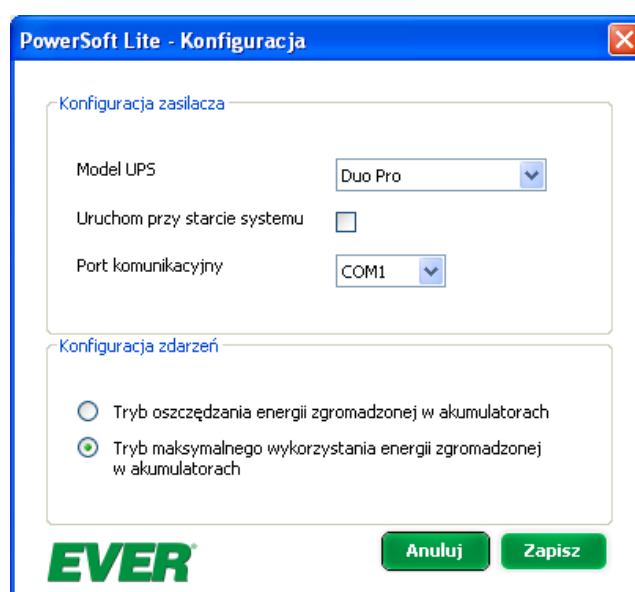 PowerSoft Lite - Konfiguracja
Konfiguracja zasilacza
Model UPS
Duo Pro
Uruchom przy starcie systemu
Port komunikacyjny
COM1
Konfiguracja zdarzeń
Tryb oszczędzania energii zgromadzonej w akumulatorach
Tryb maksymalnego wykorzystania energii zgromadzonej
w akumulatorach
EVER
Anuluj
Zapisz